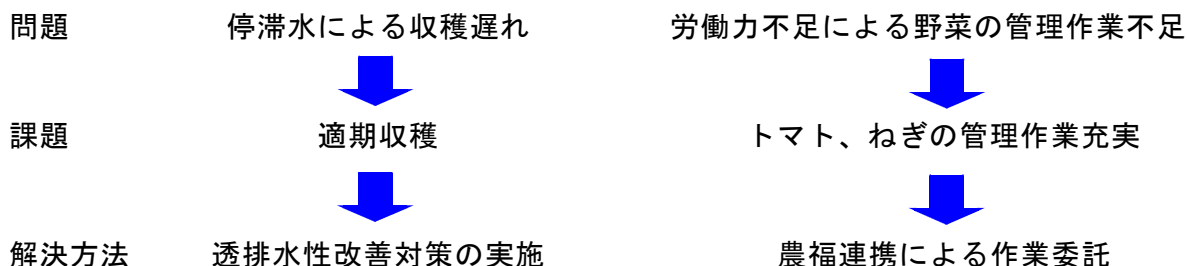 問題 停滞水による収穫遅れ 労働力不足による野菜の管理作業不足
課題 適期収穫 トマト、ねぎの管理作業充実
解決方法 透排水性改善対策の実施 農福連携による作業委託